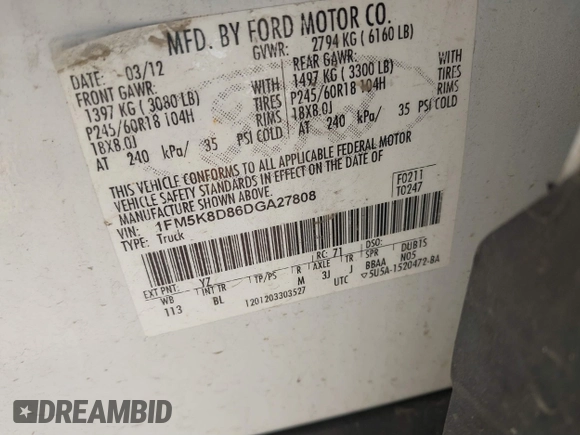 MFD. BY FORD MOTOR CO.
DATE: 03/12
GVWR: 2794 KG ( 6160 LB)
FRONT GAWR:
1397 KG ( 3080 LB)
WITH
P245/60R18 104H
TIRES
18X8.0J
RIMS
AT 240 kPa/ 35 PSI COLD
REAR GAWR:
1497 KG ( 3300 LB)
WITH
P245/60R18 104H
TIRES
18X8.0J
RIMS
AT 240 kPa/ 35 PSI COLD
THIS VEHICLE CONFORMS TO ALL APPLICABLE FEDERAL MOTOR
VEHICLE SAFETY STANDARDS IN EFFECT ON THE DATE OF
MANUFACTURE SHOWN ABOVE.
VIN: 1FM5K8D86DGA27808
TYPE: Truck
F0211
T0247
EXT PNT: YZ RC: 71 DSO:
WB INT TR TP/PS R AXLE TR SPR DUBTS
113 BL M 3J J BBAA N05
1201203303527 UTC 5U5A-1520472-BA
DREAMBID